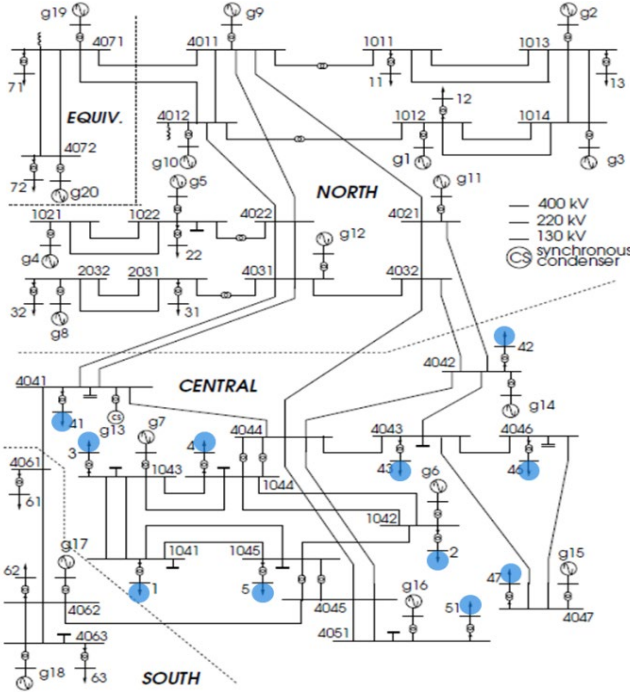 g19 g9 g2
4071 4011 1011 1013
71 11 13
EQUIV. 12
4012 1012 1014
4072 g10 g1 g3
72 g20 g5 NORTH g11
1021 1022 4022 4021
g4 22 g12
400 kV
220 kV
130 kV
CS synchronous
condenser
2032 2031 4031 4032
32 g8 31
42
4042
4041 CENTRAL
41 g13 CS g7 g14
3 4 4044 4043 4046
4061 1043 1044 43 g6 46
61 1042
g17 1041 1045 2 g15
62 1 5 g16 51 47
4062 4045 4047
4063 4051
g18 63 SOUTH